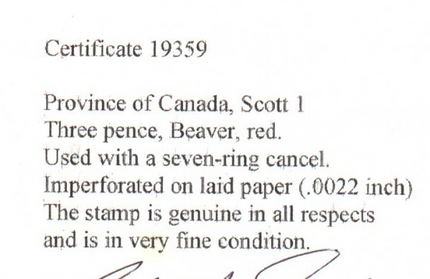 Certificate 19359
Province of Canada, Scott 1
Three pence, Beaver, red.
Used with a seven-ring cancel.
Imperforated on laid paper (.0022 inch)
The stamp is genuine in all respects
and is in very fine condition.